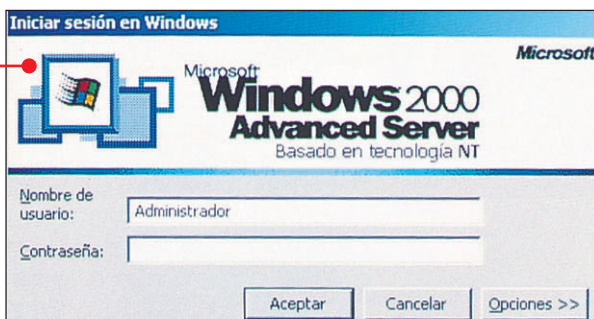 Iniciar sesión en Windows
Microsoft
Microsoft
Windows 2000
Advanced Server
Basado en tecnología NT
Nombre de
usuario:
Administrador
Contraseña:
Aceptar
Cancelar
Opciones >>